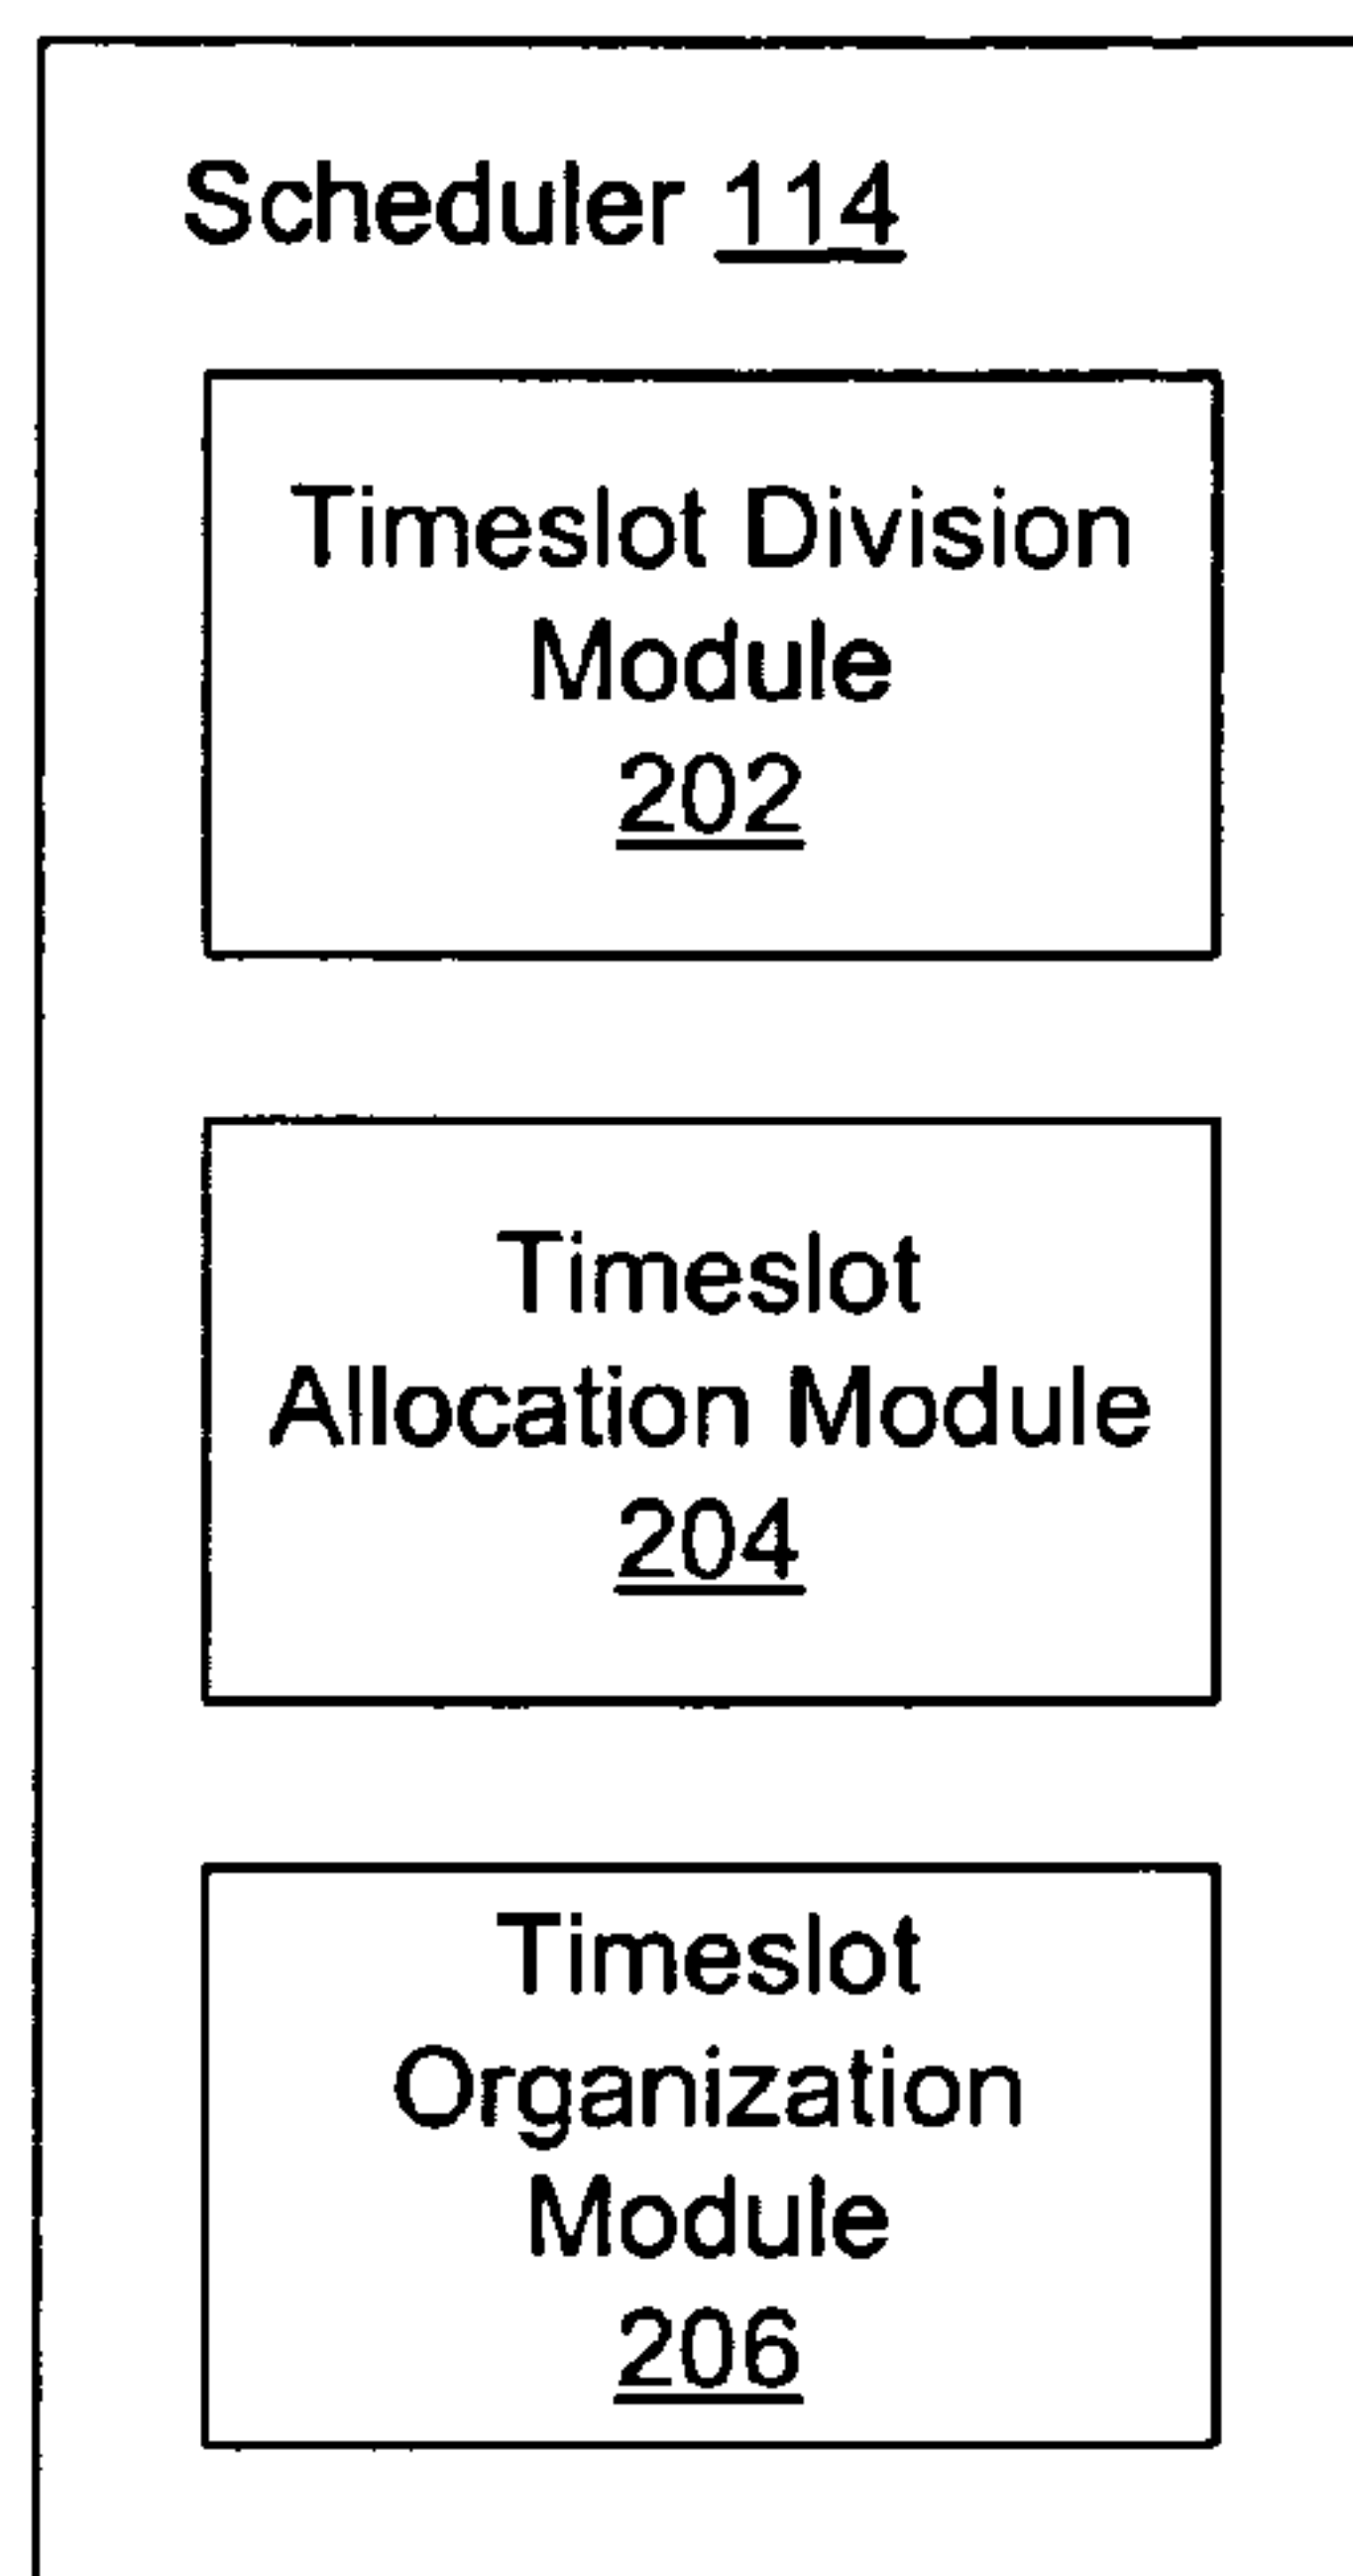 Scheduler 114
Timeslot Division
Module
202
Timeslot
Allocation Module
204
Timeslot
Organization
Module
206